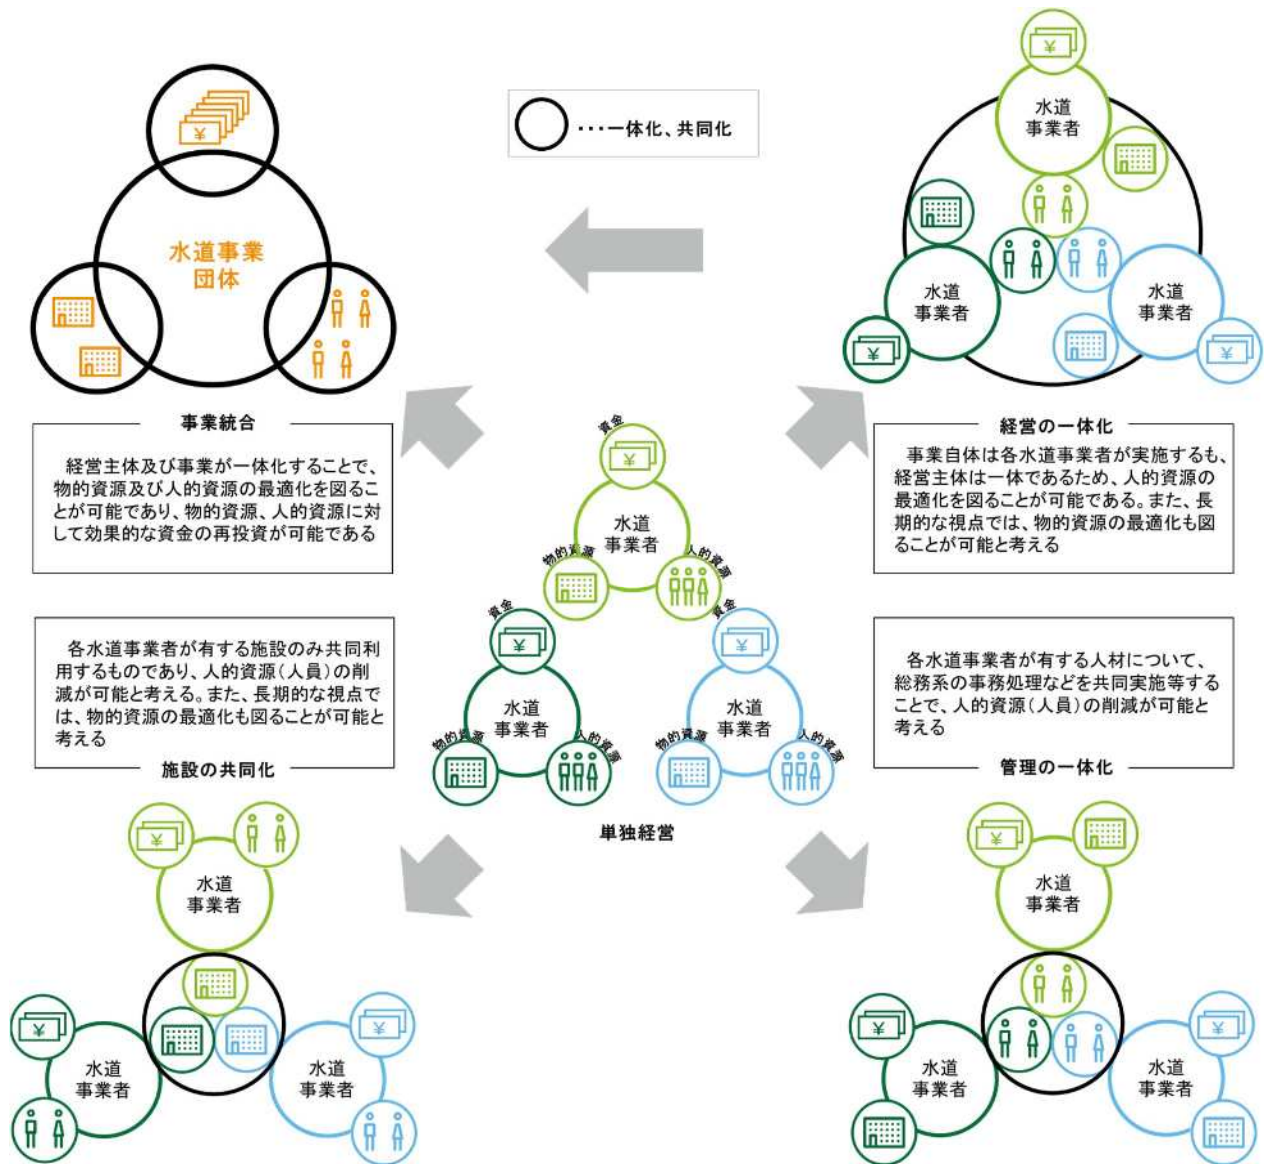 ¥
…一体化、共同化
水道事業
団体
¥
水道
事業者
水道
事業者
水道
事業者
¥
¥
事業統合
経営主体及び事業が一体化することで、
物的資源及び人的資源の最適化を図るこ
とが可能であり、物的資源、人的資源に対
して効果的な資金の再投資が可能である
経営の一体化
事業自体は各水道事業者が実施するも、
経営主体は一体であるため、人的資源の
最適化を図ることが可能である。また、長
期的な視点では、物的資源の最適化も図
ることが可能と考える
資金
¥
水道
事業者
物的資源
人的資源
資金
¥
水道
事業者
物的資源
人的資源
資金
¥
水道
事業者
物的資源
人的資源
単独経営
各水道事業者が有する施設のみ共同利
用するものであり、人的資源(人員)の削
減が可能と考える。また、長期的な視点で
は、物的資源の最適化も図ることが可能と
考える
施設の共同化
各水道事業者が有する人材について、
総務系の事務処理などを共同実施等する
ことで、人的資源(人員)の削減が可能と
考える
管理の一体化
¥
水道
事業者
¥
水道
事業者
¥
水道
事業者
¥
水道
事業者
¥
水道
事業者
¥
水道
事業者